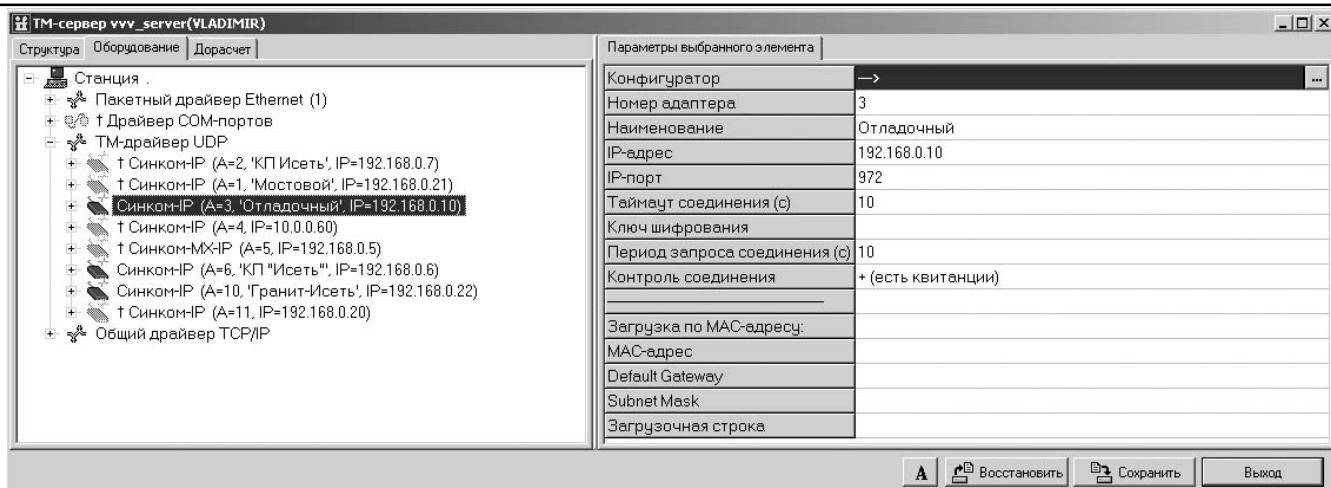 ТМ-сервер vvv_server(VLADIMIR)
Структура Оборудование Дорасчет
Станция .
Пакетный драйвер Ethernet (1)
† Драйвер COM-портов
ТМ-драйвер UDP
† Синком-IP (A=2, 'КП Исеть', IP=192.168.0.7)
† Синком-IP (A=1, 'Мостовой', IP=192.168.0.21)
Синком-IP (A=3, 'Отладочный', IP=192.168.0.10)
† Синком-IP (A=4, IP=10.0.0.60)
† Синком-MX-IP (A=5, IP=192.168.0.5)
Синком-IP (A=6, 'КП "Исеть"', IP=192.168.0.6)
Синком-IP (A=10, 'Гранит-Исеть', IP=192.168.0.22)
† Синком-IP (A=11, IP=192.168.0.20)
Общий драйвер TCP/IP
Параметры выбранного элемента
Конфигуратор —> ...
Номер адаптера 3
Наименование Отладочный
IP-адрес 192.168.0.10
IP-порт 972
Таймаут соединения (с) 10
Ключ шифрования
Период запроса соединения (с) 10
Контроль соединения + (есть квитанции)
Загрузка по MAC-адресу:
MAC-адрес
Default Gateway
Subnet Mask
Загрузочная строка
A Восстановить Сохранить Выход